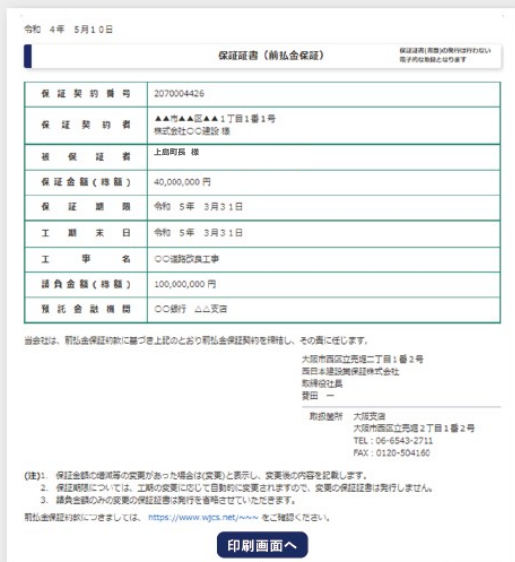 令和 4年 5月10日
保証証書（前払金保証）
保証証書(書面)の発行は行わない
電子的な助証となります
保証契約番号 2070004426
保証契約者 ▲▲市▲▲区▲▲1丁目1番1号
株式会社〇〇建設 様
被保証者 上島町長 様
保証金額(総額) 40,000,000 円
保証期限 令和 5年 3月31日
工期末日 令和 5年 3月31日
工事名 〇〇道路改良工事
請負金額(総額) 100,000,000 円
預託金融機関 〇〇銀行 △△支店
当会社は、前払金保証約款に基づき上記のとおり前払金保証契約を締結し、その責に任じます。
大阪市西区立売堀二丁目1番2号
西日本建設業保証株式会社
取締役社長
菱田 一
取扱箇所 大阪支店
大阪市西区立売堀2丁目1番2号
TEL：06-6543-2711
FAX：0120-504160
(注)1. 保証金額の増減等の変更があった場合は(変更)と表示し、変更後の内容を記載します。
2. 保証期限については、工期の変更に応じて自動的に変更されますので、変更の保証証書は発行しません。
3. 請負金額のみの変更の保証証書は発行を省略させていただきます。
前払金保証約款につきましては、 https://www.wjcs.net/~~~ をご確認ください。
印刷画面へ